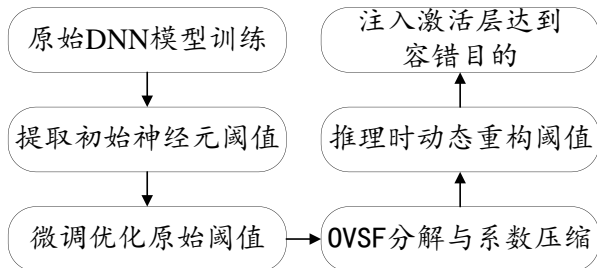 原始DNN模型训练
提取初始神经元阈值
微调优化原始阈值
OVSF分解与系数压缩
推理时动态重构阈值
注入激活层达到
容错目的